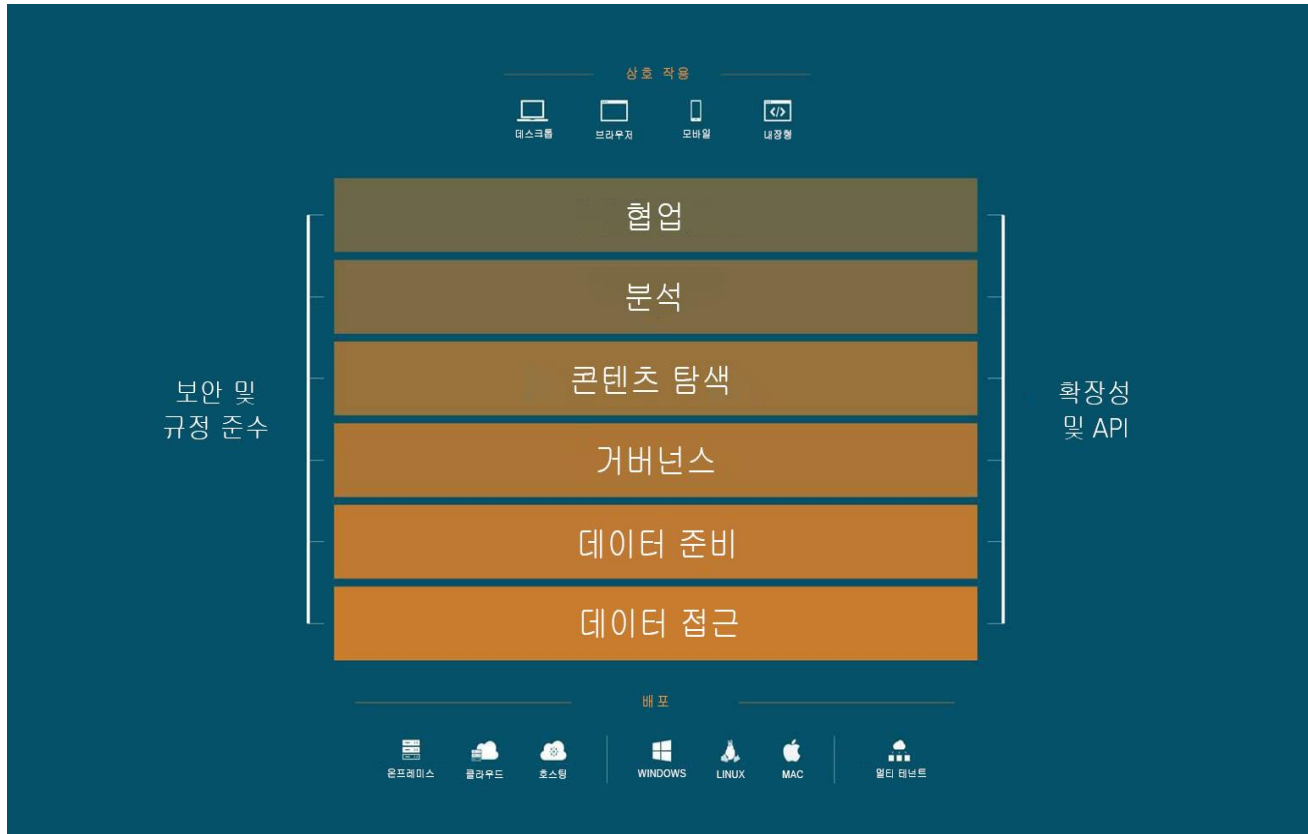 상호 작용
데스크톱
브라우저
모바일
내장형
협업
분석
콘텐츠 탐색
거버넌스
데이터 준비
데이터 접근
보안 및
규정 준수
확장성
및 API
배포
온프레미스
클라우드
호스팅
WINDOWS
LINUX
MAC
멀티 테넌트